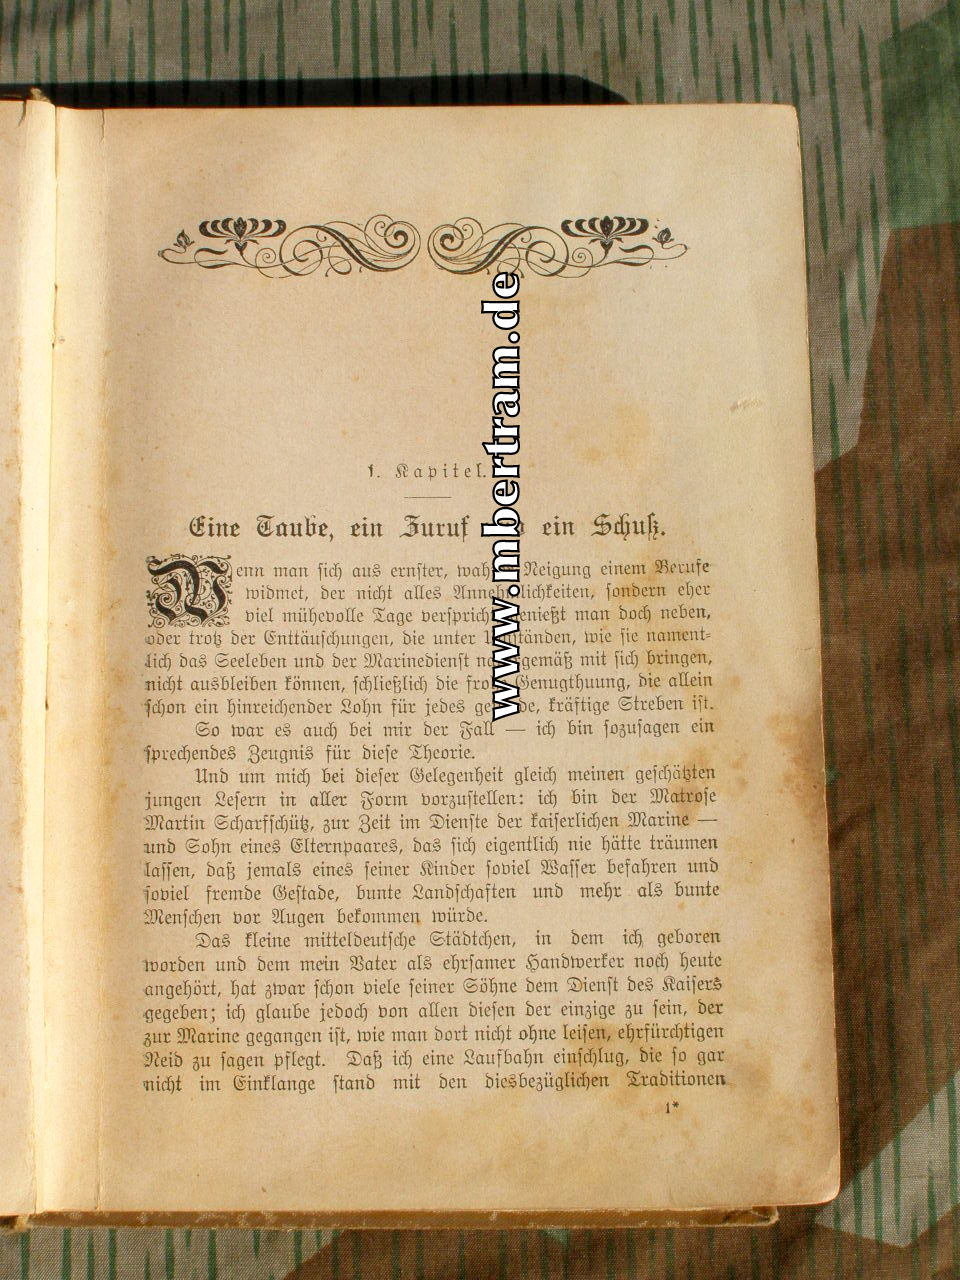 1. Kapitel.
Eine Taube, ein Zuruf ein Schuß.
Wenn man sich aus ernster, Neigung einem Berufe
widmet, der nicht alles Annehmlichkeiten, sondern eher
viel mühevolle Tage verspricht, genießt man doch neben,
oder trotz der Enttäuschungen, die unter Umständen, wie sie nament-
lich das Seeleben und der Marinedienst mit sich bringen,
nicht ausbleiben können, schließlich die frohe Genugthuung, die allein
schon ein hinreichender Lohn für jedes kräftige Streben ist.
So war es auch bei mir der Fall — ich bin sozusagen ein
sprechendes Zeugnis für diese Theorie.
Und um mich bei dieser Gelegenheit gleich meinen geschätzten
jungen Lesern in aller Form vorzustellen: ich bin der Matrose
Martin Scharfschütz, zur Zeit im Dienste der kaiserlichen Marine —
und Sohn eines Elternpaares, das sich eigentlich nie hätte träumen
lassen, daß jemals eines seiner Kinder soviel Wasser befahren und
soviel fremde Gestade, bunte Landschaften und mehr als bunte
Menschen vor Augen bekommen würde.
Das kleine mitteldeutsche Städtchen, in dem ich geboren
worden und dem mein Vater als ehrsamer Handwerker noch heute
angehört, hat zwar schon viele seiner Söhne dem Dienst des Kaisers
gegeben; ich glaube jedoch von allen diesen der einzige zu sein, der
zur Marine gegangen ist, wie man dort nicht ohne leisen, ehrfürchtigen
Neid zu sagen pflegt. Daß ich eine Laufbahn einschlug, die so gar
nicht im Einklange stand mit den diesbezüglichen Traditionen
1*
www.mbertram.de